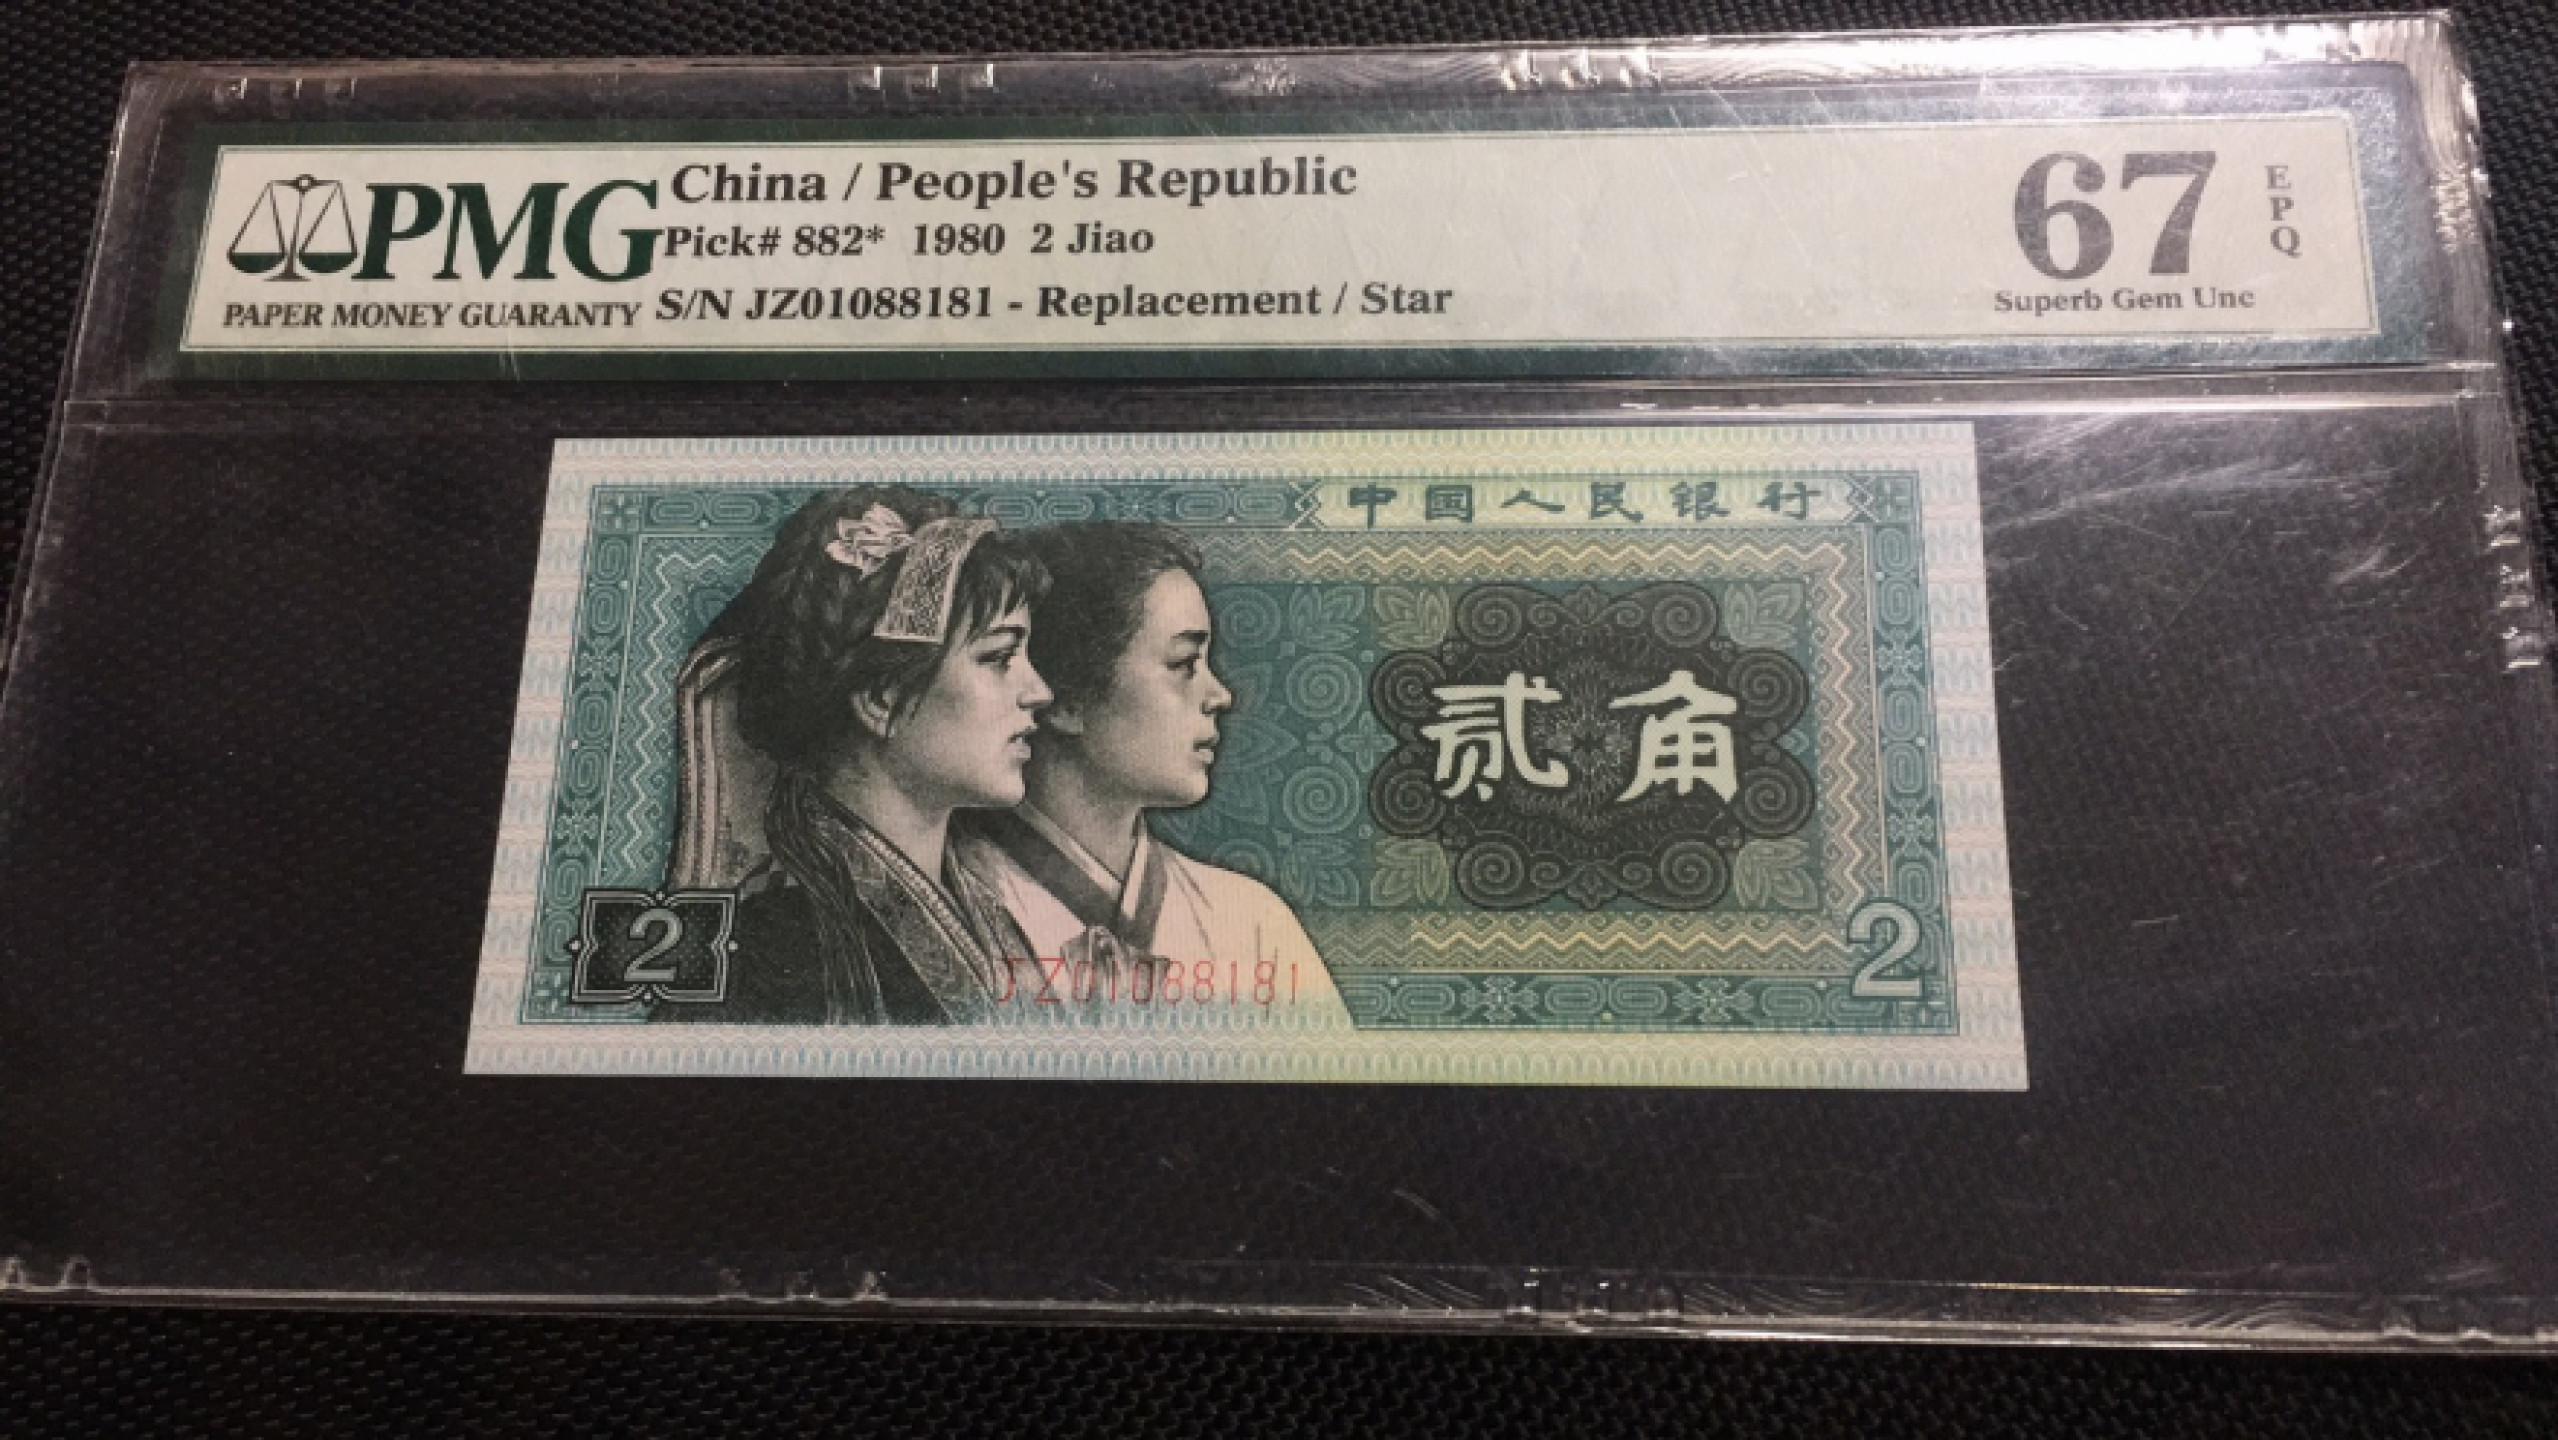 PMG
PAPER MONEY GUARANTY
China / People's Republic
Pick# 882* 1980 2 Jiao
S/N JZ01088181 - Replacement / Star
67
EPQ
Superb Gem Unc
中国人民银行
贰角
2
2
JZ01088181